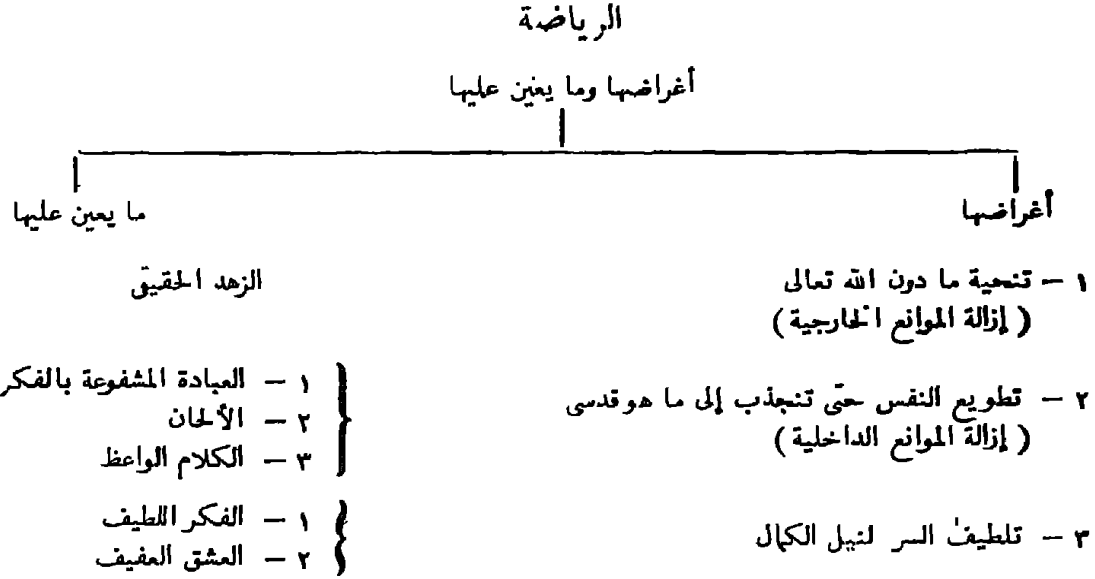 الرياضة
أغراضها وما يعين عليها
أغراضها
ما يعين عليها
١ – تنحية ما دون الله تعالى
( إزالة الموانع الخارجية )
الزهد الحقيقى
٢ – تطويع النفس حتّى تنجذب إلى ما هو قدسى
( إزالة الموانع الداخلية )
١ – العبادة المشفوعة بالفكر
٢ – الألحان
٣ – الكلام الواعظ
٣ – تلطيف السر لنيل الكمال
١ – الفكر اللطيف
٢ – العشق العفيف